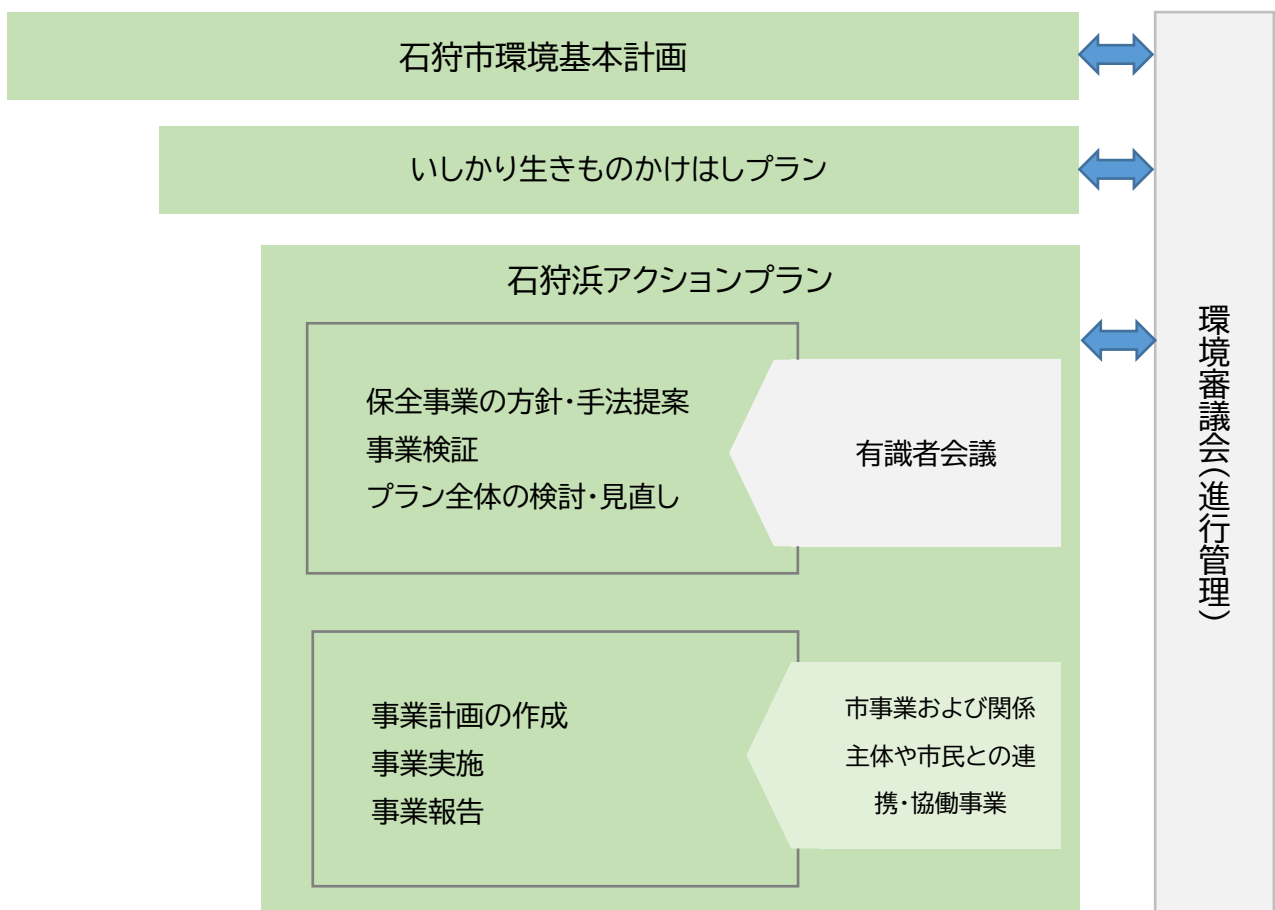 石狩市環境基本計画
いしかり生きものかけはしプラン
石狩浜アクションプラン
保全事業の方針・手法提案
事業検証
プラン全体の検討・見直し
有識者会議
事業計画の作成
事業実施
事業報告
市事業および関係
主体や市民との連
携・協働事業
環境審議会（進行管理）